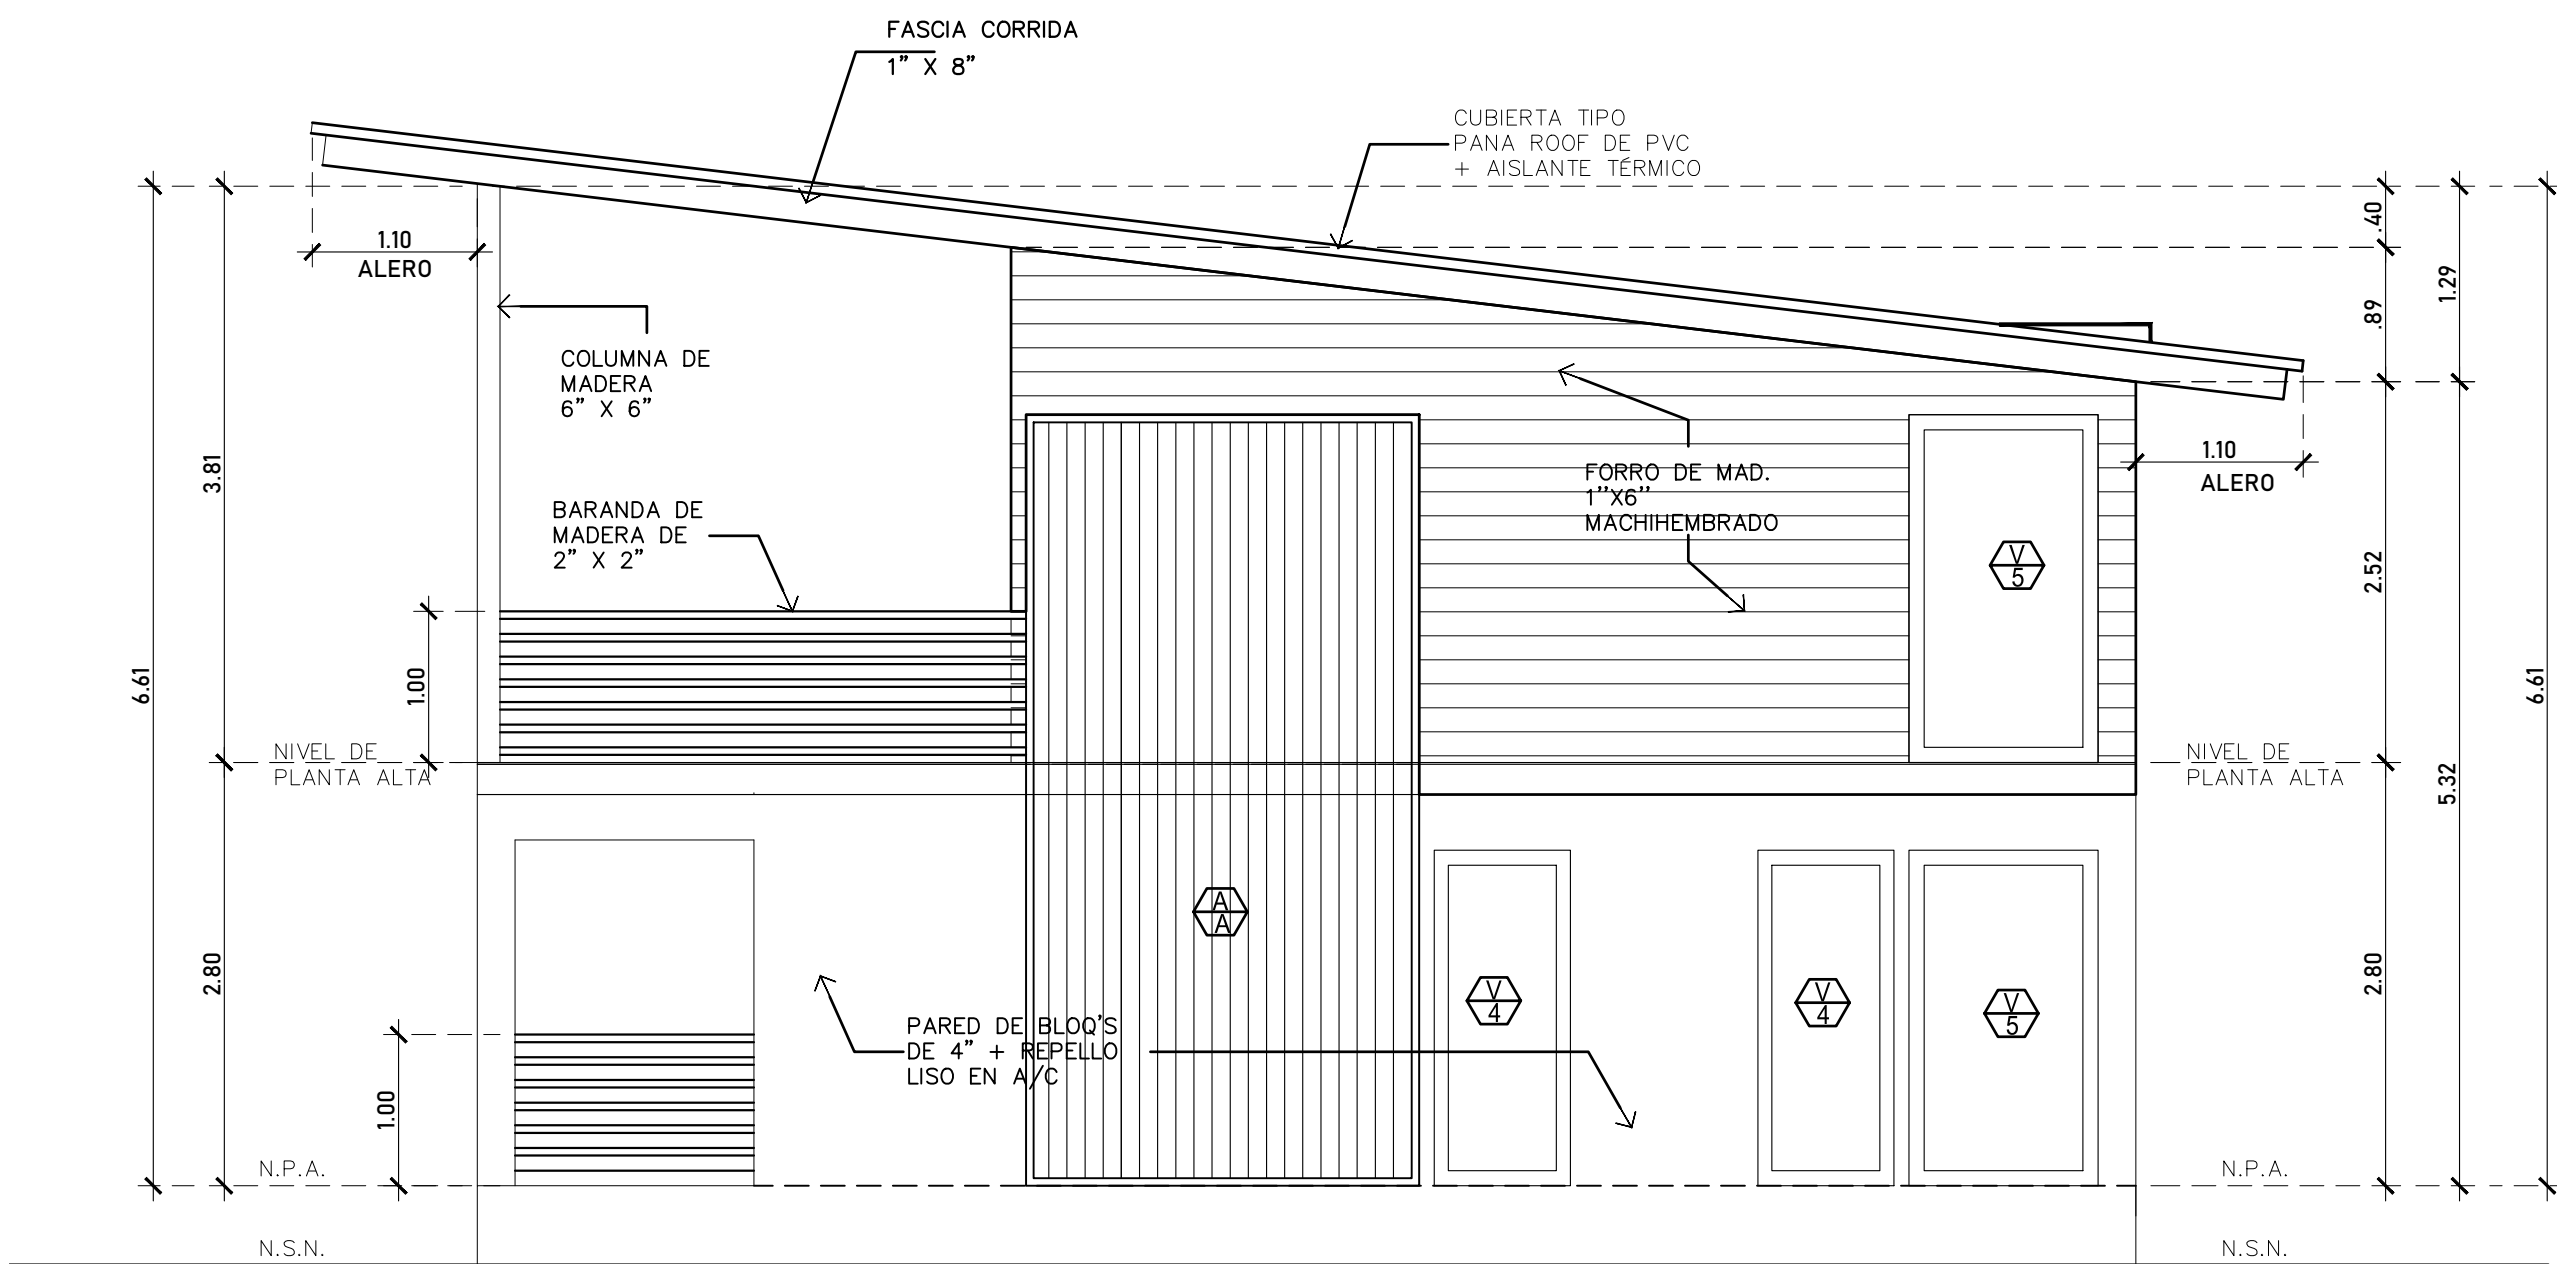 FASCIA CORRIDA
1” X 8”
CUBIERTA TIPO
PANA ROOF DE PVC
+ AISLANTE TÉRMICO
1.10
ALERO
.40
1.29
.89
COLUMNA DE
MADERA
6” X 6”
3.81
BARANDA DE
MADERA DE
2” X 2”
FORRO DE MAD.
1’’X6’’
MACHIHEMBRADO
1.10
ALERO
V
5
2.52
6.61
1.00
6.61
NIVEL DE
PLANTA ALTA
NIVEL DE
PLANTA ALTA
5.32
2.80
A
A
V
4
V
4
V
5
2.80
PARED DE BLOQ’S
DE 4” + REPELLO
LISO EN A/C
1.00
N.P.A.
N.P.A.
N.S.N.
N.S.N.